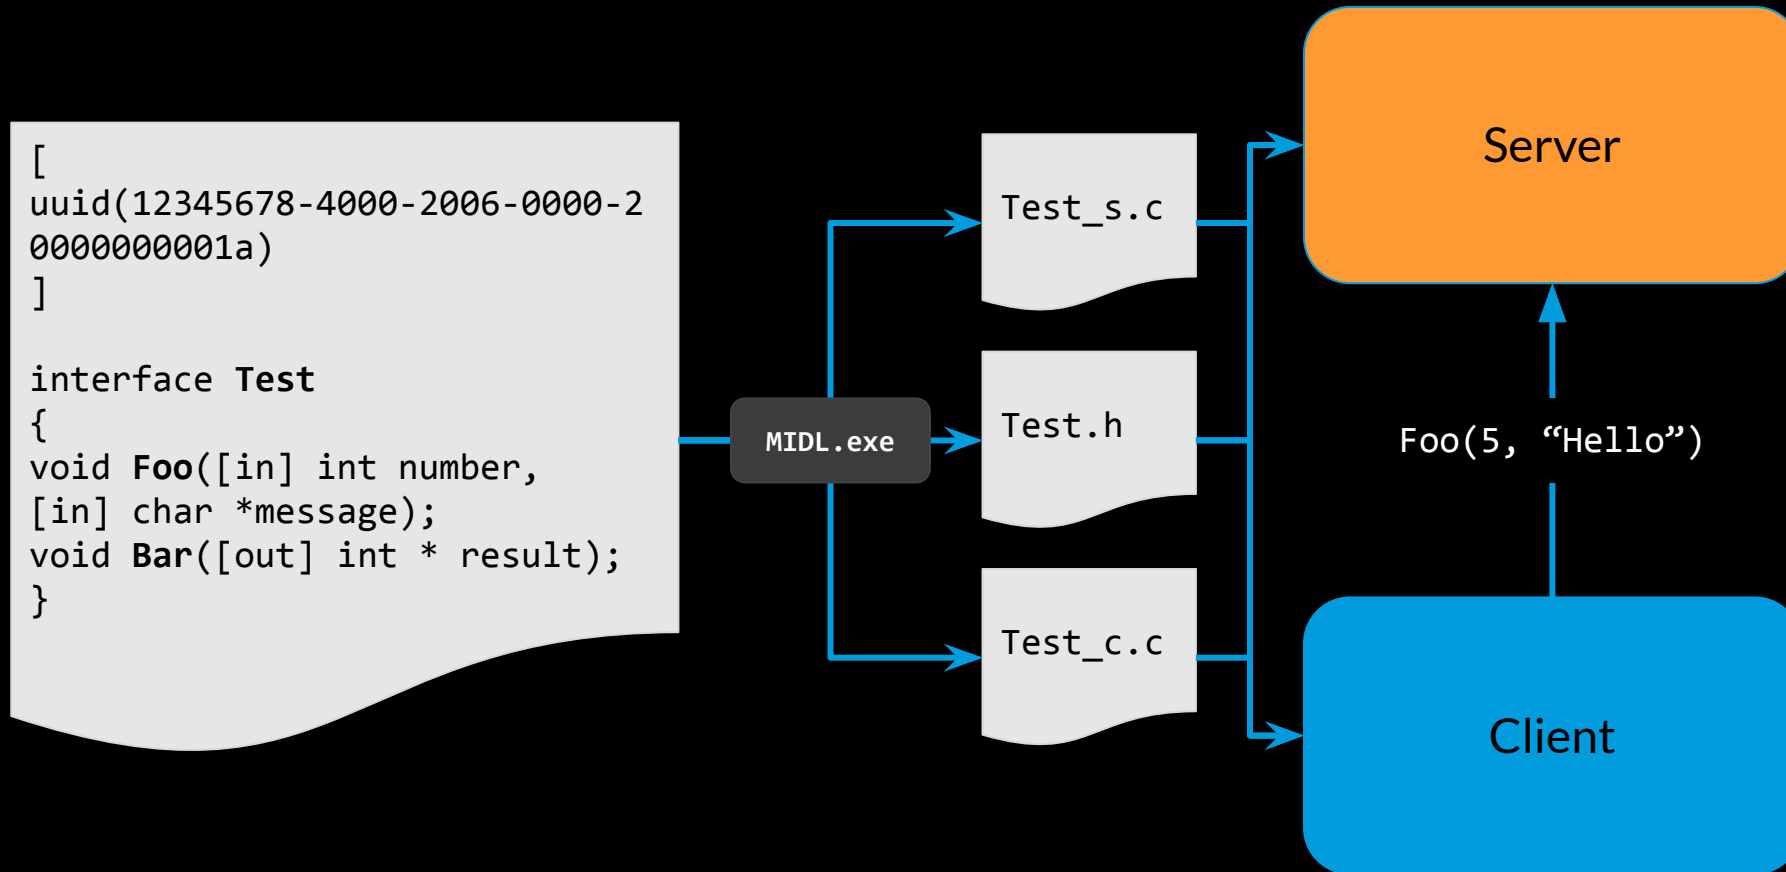 [
uuid(12345678-4000-2006-0000-2
0000000001a)
]
interface Test
{
void Foo([in] int number,
[in] char *message);
void Bar([out] int * result);
}
MIDL.exe
Test_s.c
Test.h
Test_c.c
Server
Foo(5, “Hello”)
Client